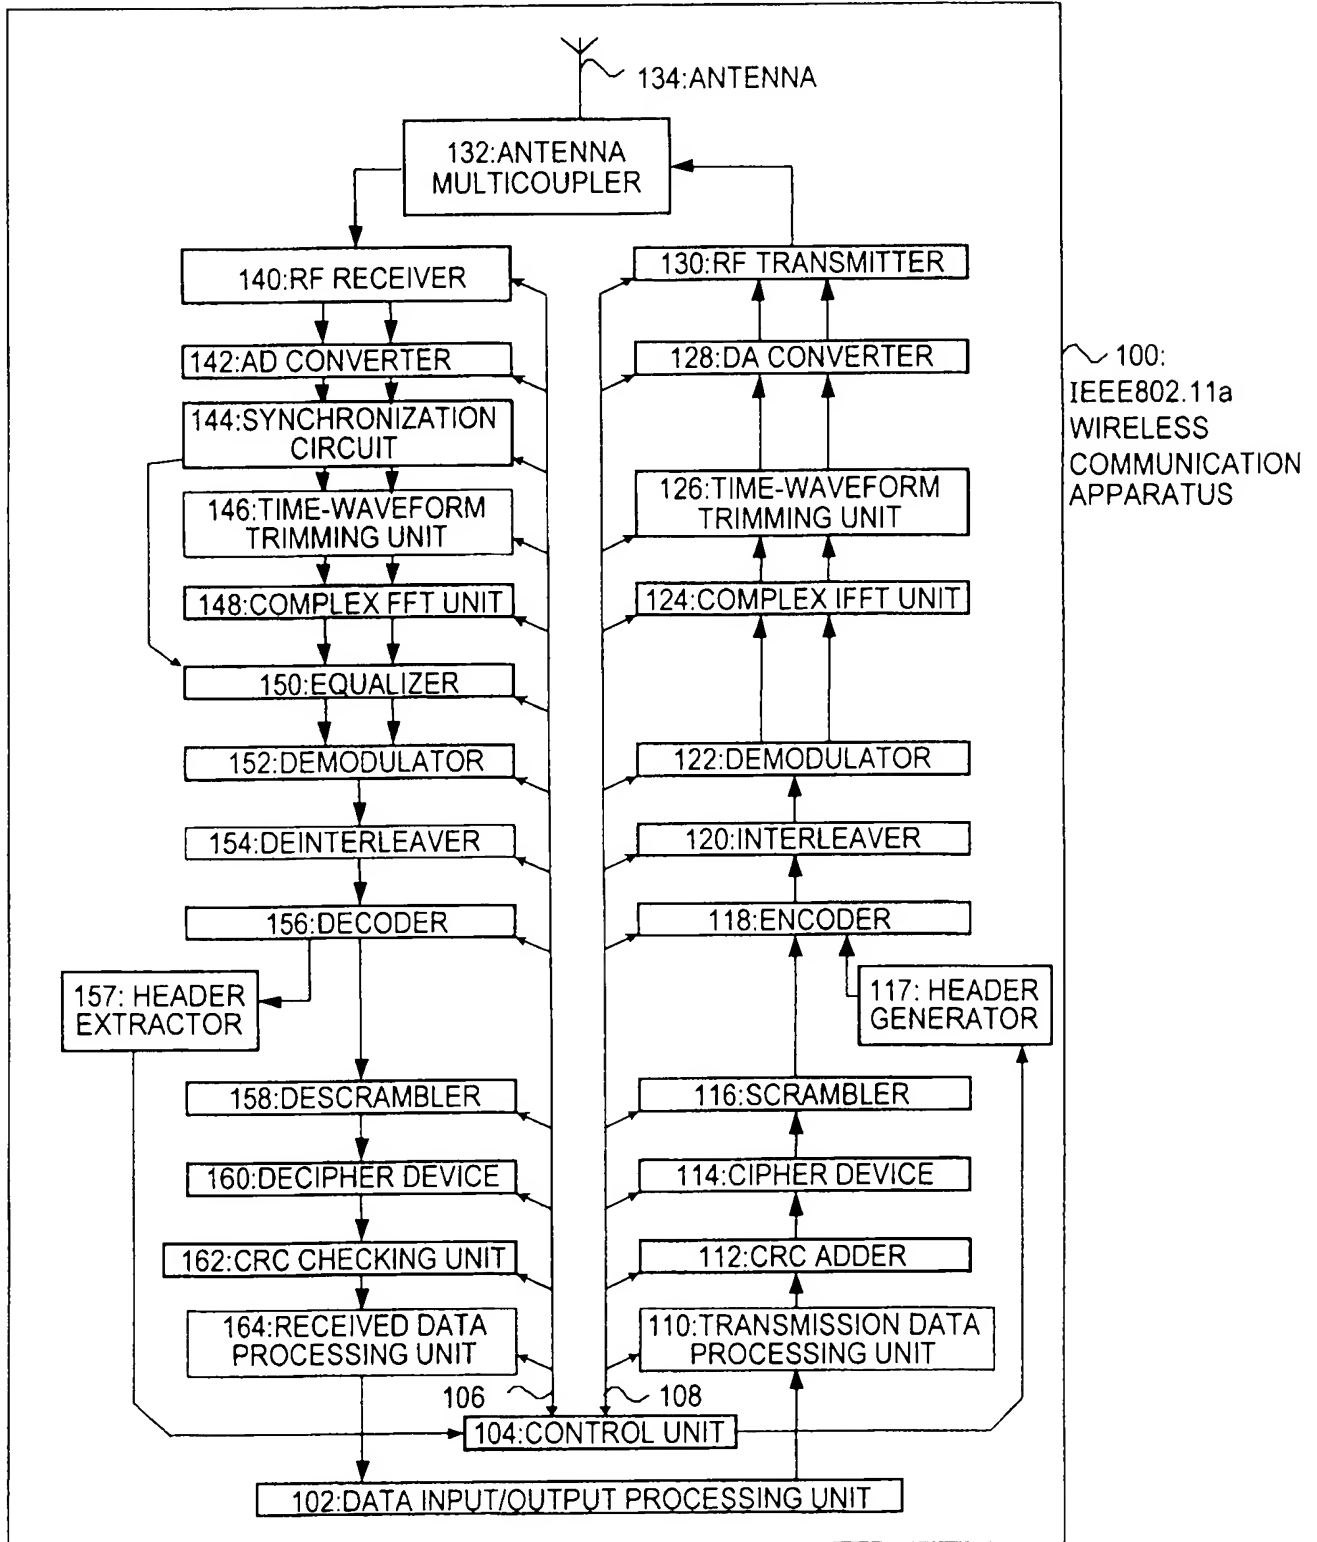 134:ANTENNA
132:ANTENNA
MULTICOUPLER
140:RF RECEIVER
130:RF TRANSMITTER
142:AD CONVERTER
128:DA CONVERTER
100:
IEEE802.11a
WIRELESS
COMMUNICATION
APPARATUS
144:SYNCHRONIZATION
CIRCUIT
146:TIME-WAVEFORM
TRIMMING UNIT
126:TIME-WAVEFORM
TRIMMING UNIT
148:COMPLEX FFT UNIT
124:COMPLEX IFFT UNIT
150:EQUALIZER
152:DEMODULATOR
122:DEMODULATOR
154:DEINTERLEAVER
120:INTERLEAVER
156:DECODER
118:ENCODER
157: HEADER
EXTRACTOR
117: HEADER
GENERATOR
158:DESCRAMBLER
116:SCRAMBLER
160:DECIPHER DEVICE
114:CIPHER DEVICE
162:CRC CHECKING UNIT
112:CRC ADDER
164:RECEIVED DATA
PROCESSING UNIT
110:TRANSMISSION DATA
PROCESSING UNIT
106
108
104:CONTROL UNIT
102:DATA INPUT/OUTPUT PROCESSING UNIT